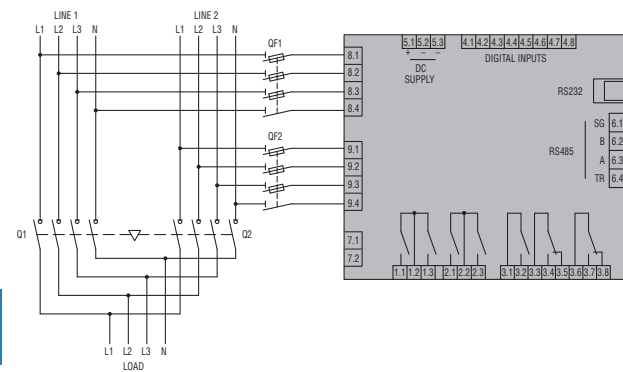 LINE 1 LINE 2
L1 L2 L3 N L1 L2 L3 N
QF1
8.1
8.2
8.3
8.4
QF2
9.1
9.2
9.3
9.4
7.1
7.2
Q1 Q2
L1 L2 L3 N
LOAD
5.1 5.2 5.3 4.1 4.2 4.3 4.4 4.5 4.6 4.7 4.8
+ – –
DC
SUPPLY
DIGITAL INPUTS
RS232
RS485
SG 6.1
B 6.2
A 6.3
TR 6.4
1.1 1.2 1.3 2.1 2.2 2.3 3.1 3.2 3.3 3.4 3.5 3.6 3.7 3.8